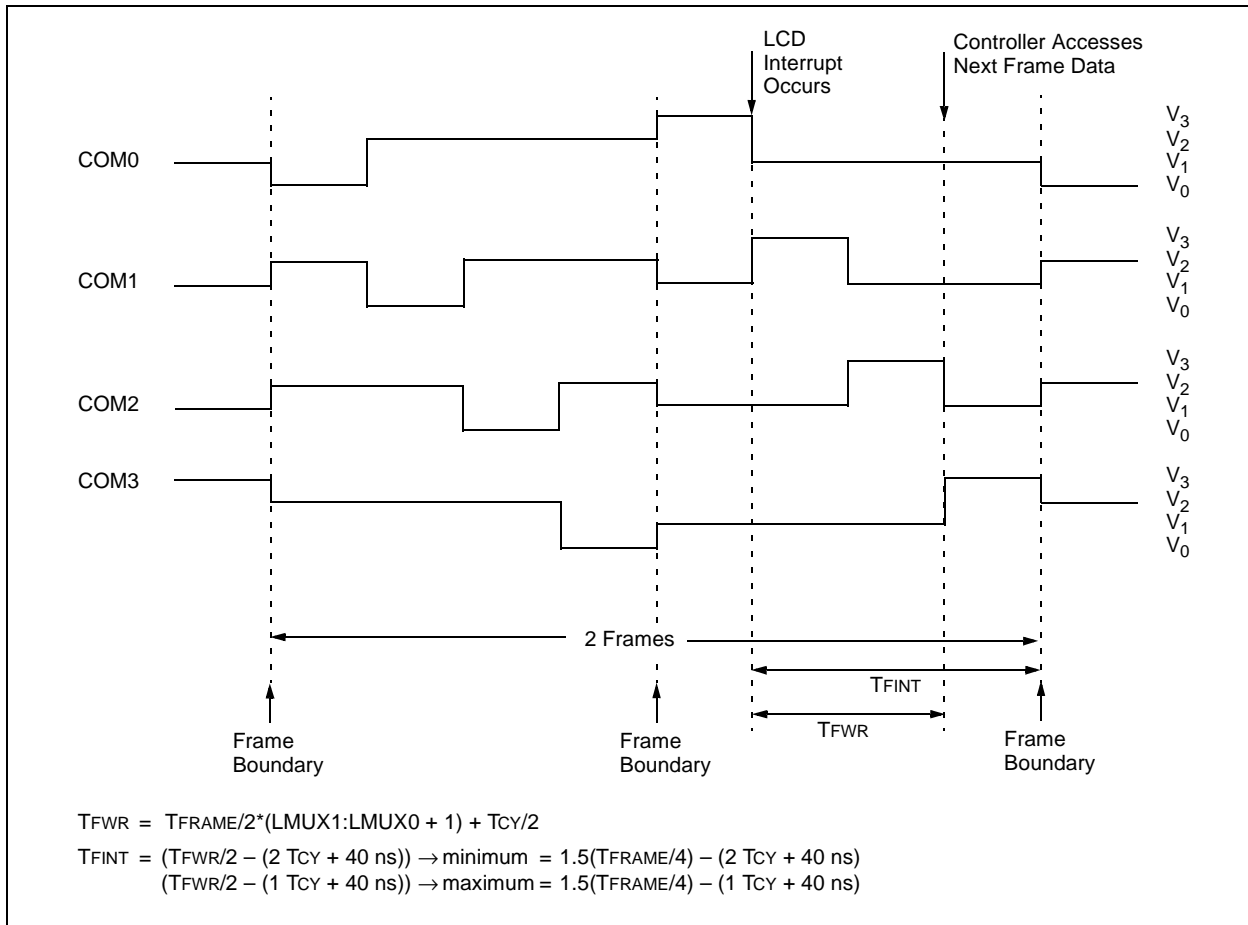 LCD
Interrupt
Occurs
Controller Accesses
Next Frame Data
COM0
V3
V2
V1
V0
COM1
V3
V2
V1
V0
COM2
V3
V2
V1
V0
COM3
V3
V2
V1
V0
2 Frames
TFINT
TFWR
Frame
Boundary
Frame
Boundary
Frame
Boundary
TFWR = TFRAME/2*(LMUX1:LMUX0 + 1) + TCY/2
TFINT = (TFWR/2 – (2 TCY + 40 ns)) → minimum = 1.5(TFRAME/4) – (2 TCY + 40 ns)
(TFWR/2 – (1 TCY + 40 ns)) → maximum = 1.5(TFRAME/4) – (1 TCY + 40 ns)